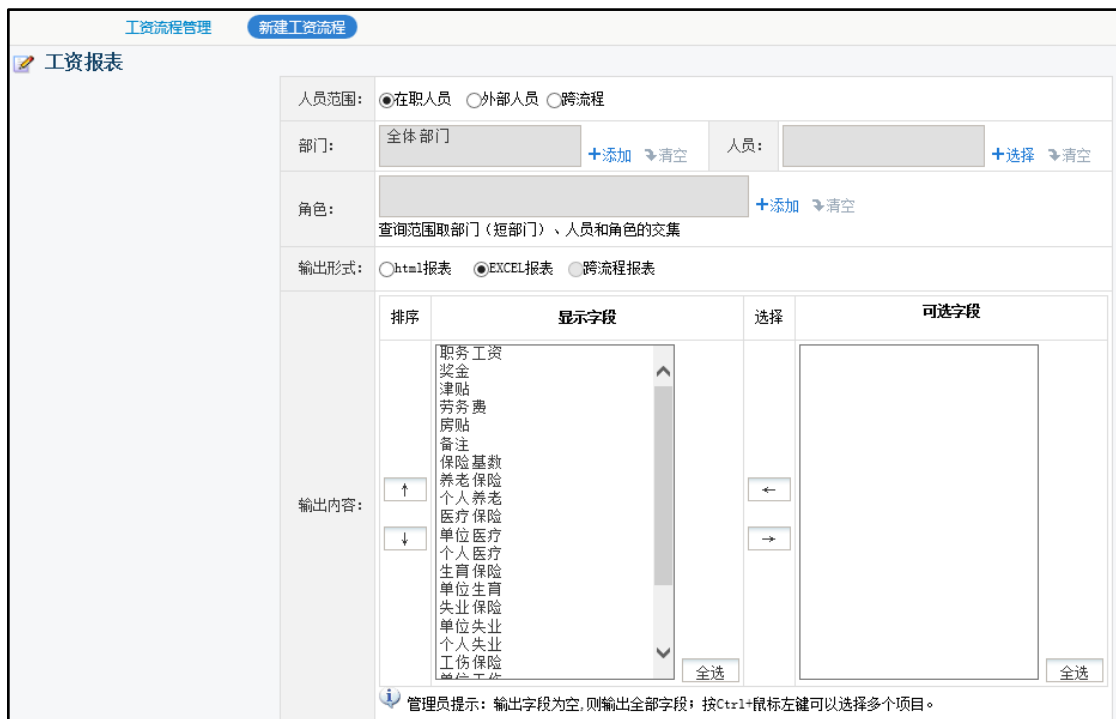 工资流程管理 新建工资流程
工资报表
人员范围： 在职人员 外部人员 跨流程
部门： 全体部门 +添加 清空 人员： +选择 清空
角色： +添加 清空
查询范围取部门（短部门）、人员和角色的交集
输出形式： html报表 EXCEL报表 跨流程报表
输出内容：
排序 显示字段 选择 可选字段
职务工资
奖金
津贴
劳务费
房贴
备注
保险基数
养老保险
个人养老
医疗保险
单位医疗
个人医疗
生育保险
单位生育
失业保险
单位失业
个人失业
工伤保险
单位工伤
↑ ←
↓ →
全选 全选
管理员提示：输出字段为空,则输出全部字段；按Ctrl+鼠标左键可以选择多个项目。